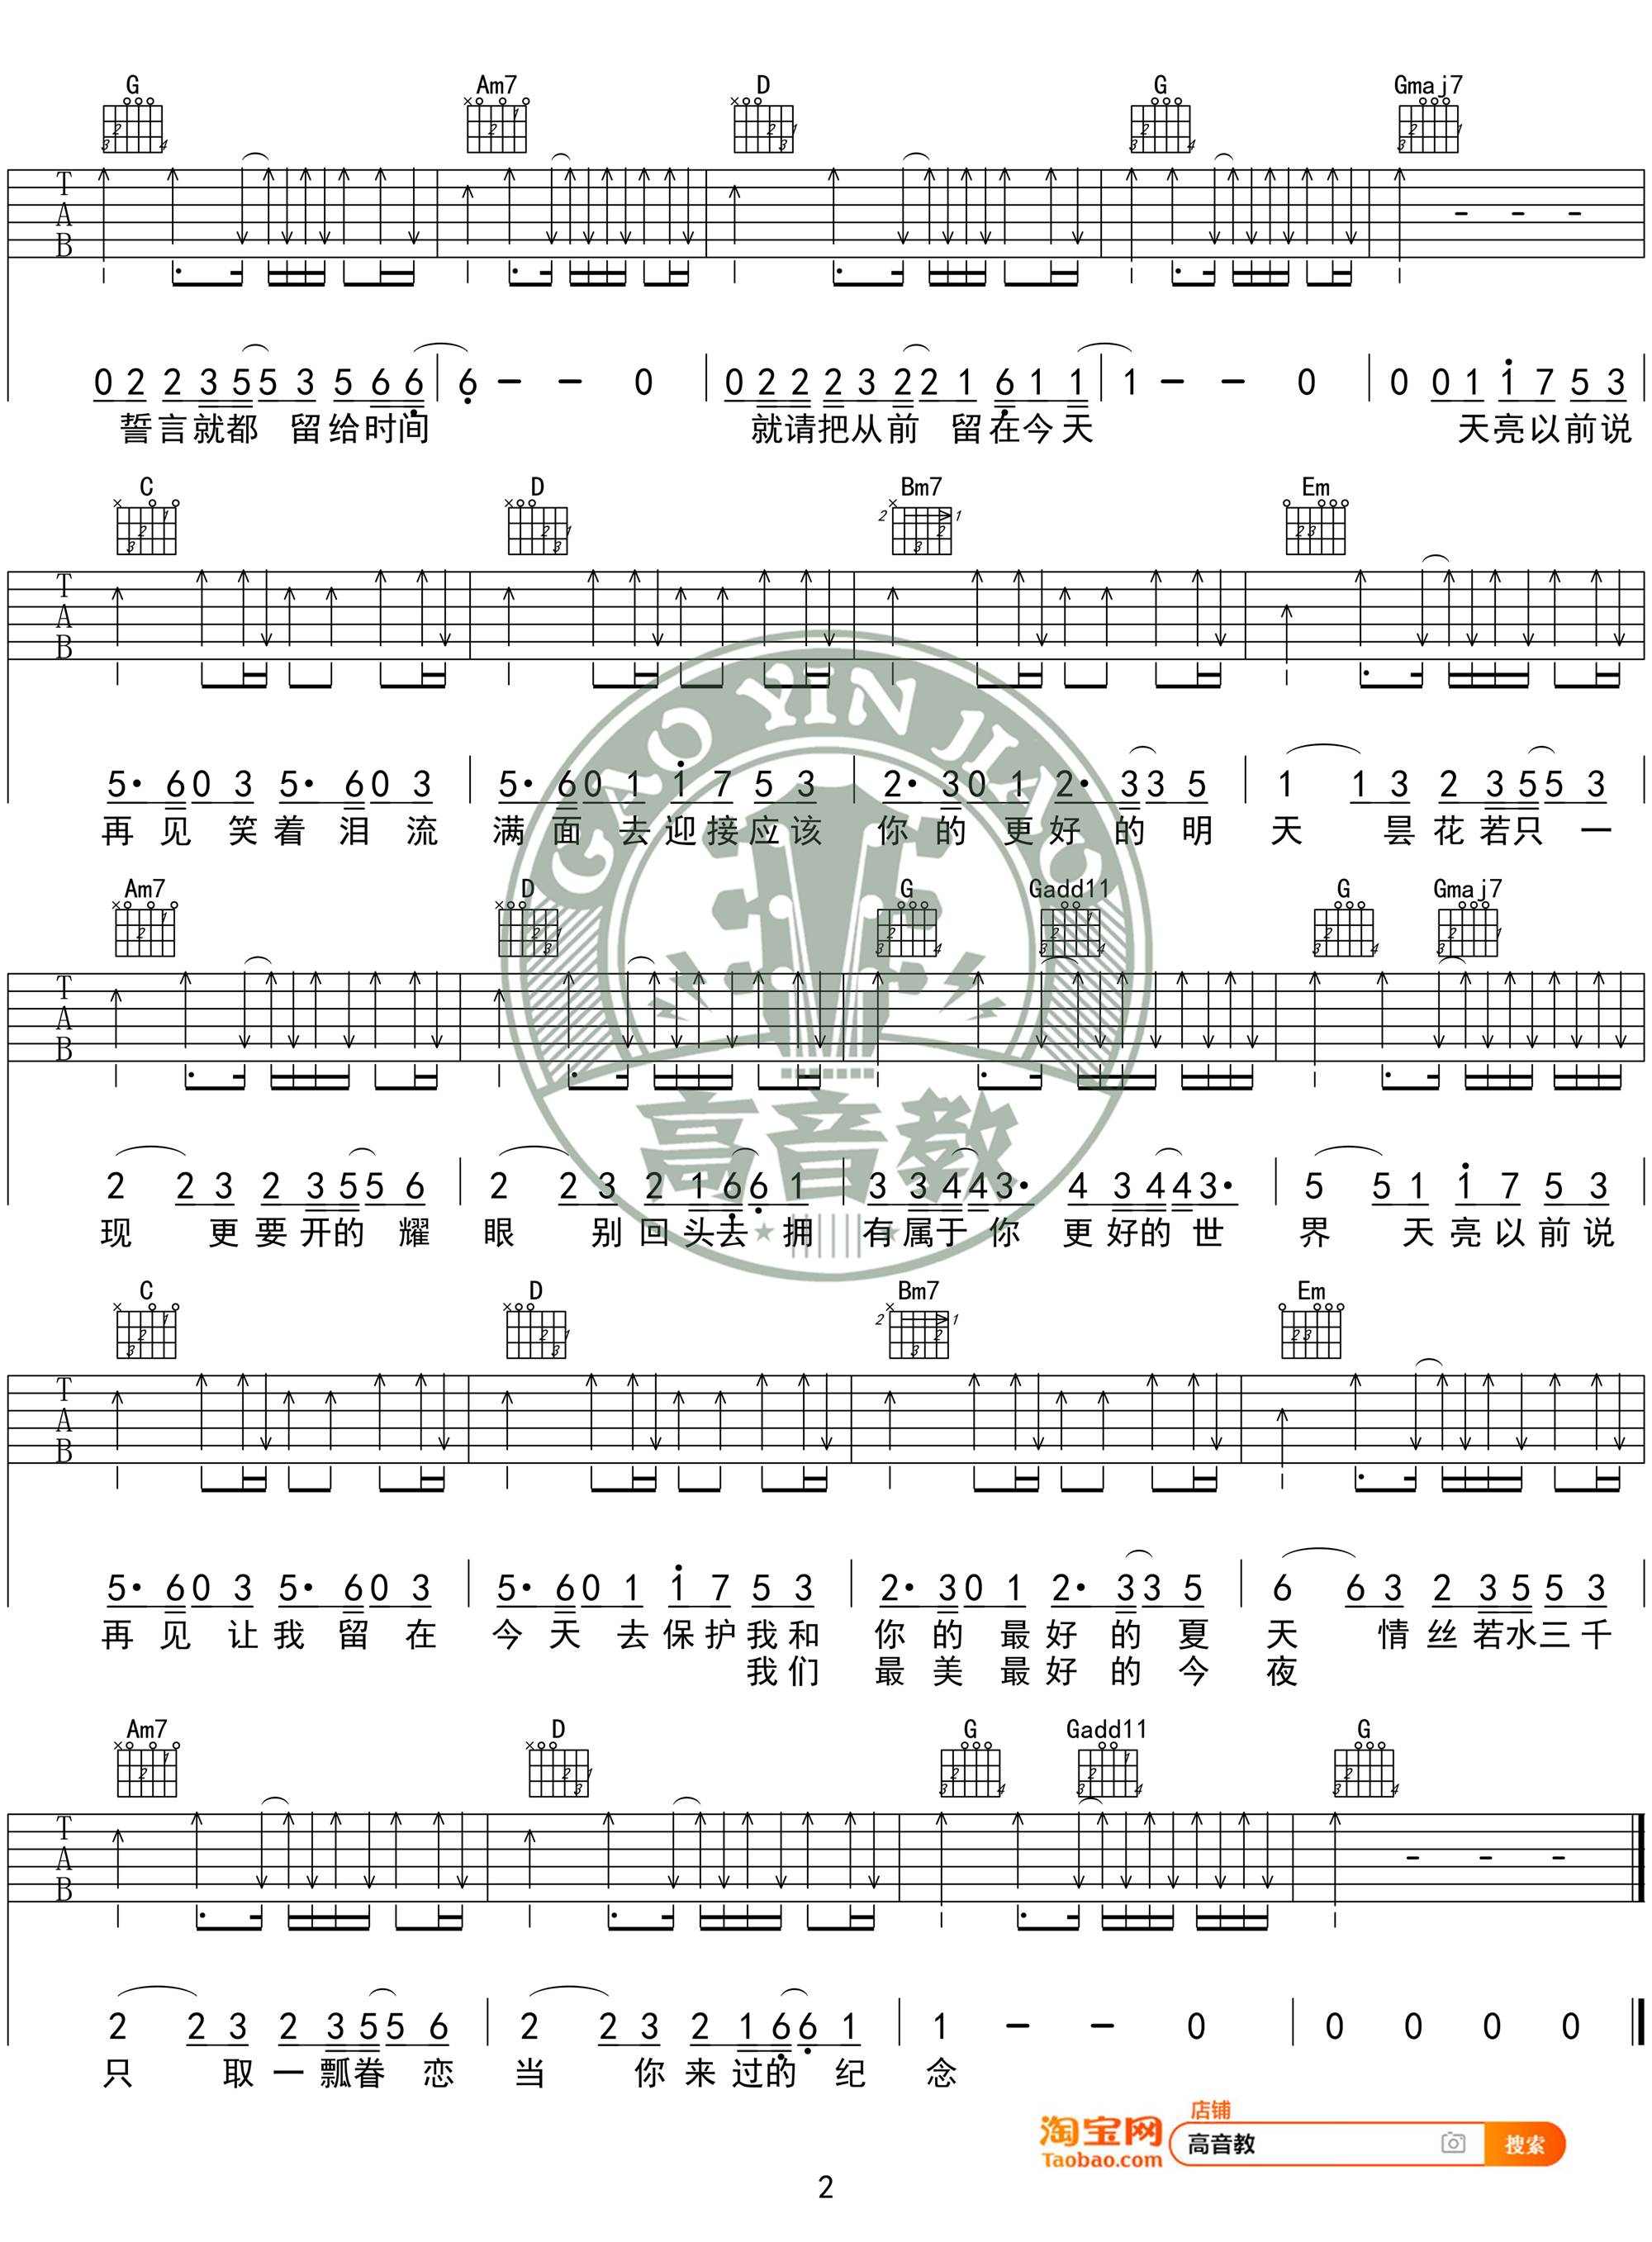 G Am7 D G Gmaj7
T A B
0 2 2 3 5 5 3 5 6 6 | 6 - - 0 | 0 2 2 2 3 2 2 1 6 1 1 | 1 - - 0 | 0 0 1 1 7 5 3 |
誓言就都 留给时间 就请把从前 留在今天 天亮以前说
C D Bm7 Em
T A B
5· 6 0 3 5· 6 0 3 | 5· 6 0 1 1 7 5 3 | 2· 3 0 1 2· 3 3 5 | 1 1 3 2 3 5 5 3 |
再见 笑着泪流 满面 去迎接应该 你的更好的明 天 昙花若只一
Am7 D G Gadd11 G Gmaj7
T A B
2 2 3 2 3 5 5 6 | 2 2 3 2 1 6 6 1 | 3 3 4 4 3· 4 3 4 4 3· | 5 5 1 1 7 5 3 |
现 更要开的耀 眼 别回头去拥 有属于你 更好的世 界 天亮以前说
C D Bm7 Em
T A B
5· 6 0 3 5· 6 0 3 | 5· 6 0 1 1 7 5 3 | 2· 3 0 1 2· 3 3 5 | 6 6 3 2 3 5 5 3 |
再见 让我留在 今天 去保护我和 你的最好的夏 天 情丝若水三千
我们 最美最好的今 夜
Am7 D G Gadd11 G
T A B
2 2 3 2 3 5 5 6 | 2 2 3 2 1 6 6 1 | 1 - - 0 | 0 0 0 0
只 取一瓢眷恋 当 你来过的纪 念
GAO YIN JIAO
高音教
店铺
淘宝网 高音教 搜索
Taobao.com
2